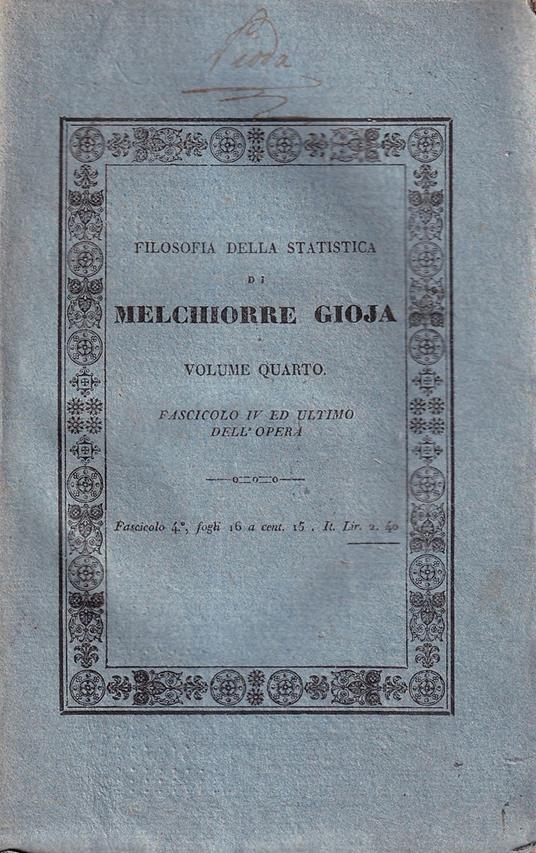 Pioda
FILOSOFIA DELLA STATISTICA
DI
MELCHIORRE GIOJA
VOLUME QUARTO.
FASCICOLO IV ED ULTIMO
DELL' OPERA
Fascicolo 4.º, fogli 16 a cent. 15 . It. Lir. 2. 40